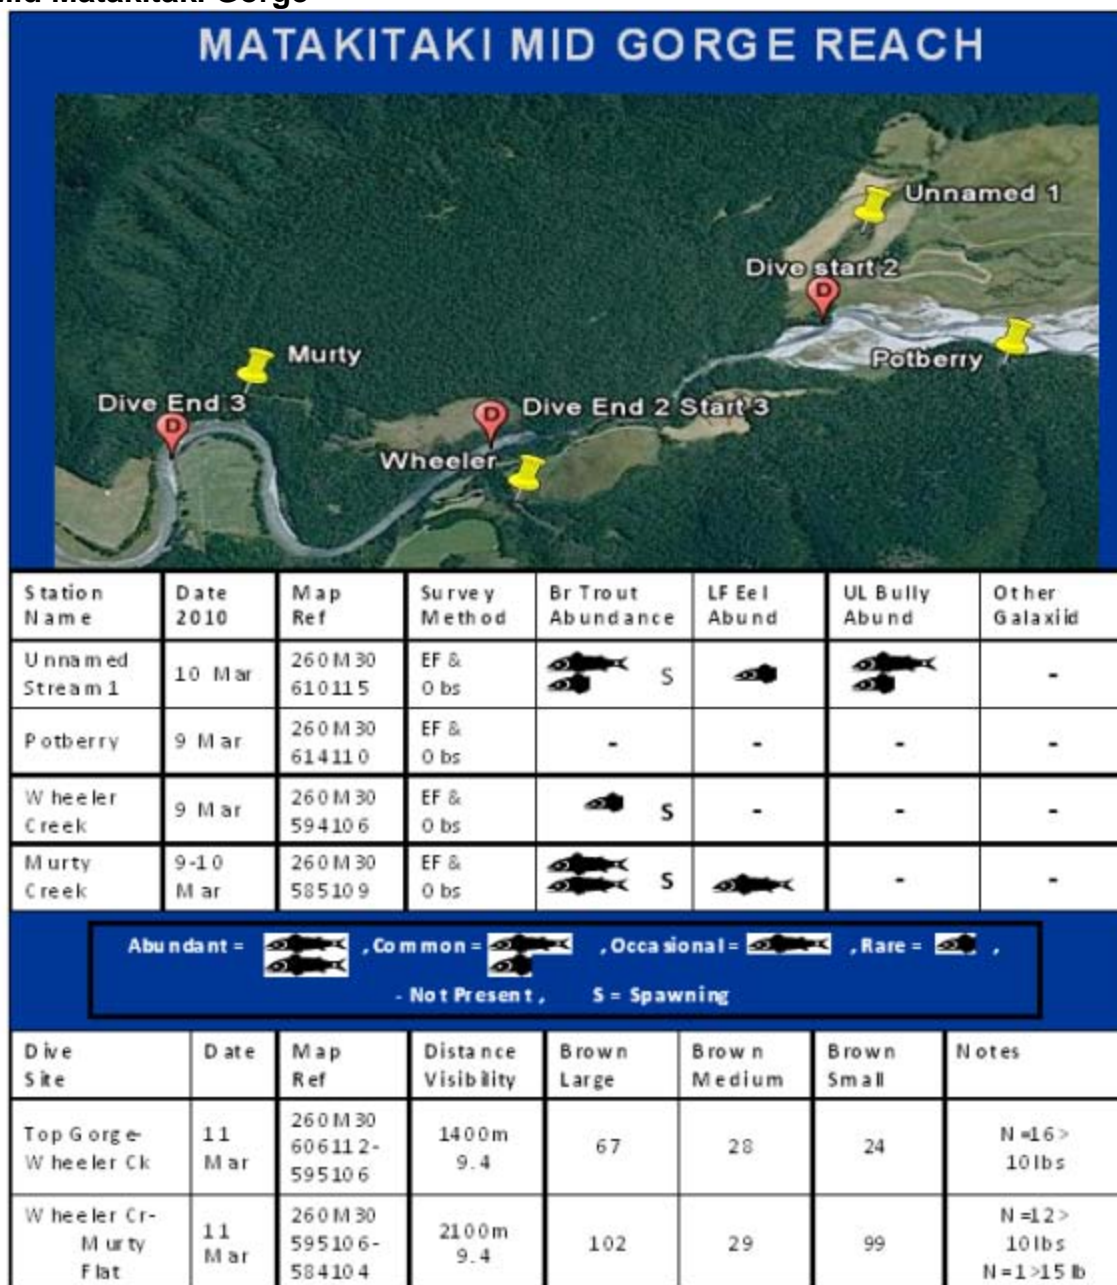 Mid Matakitaki Gorge
MATAKITAKI MID GORGE REACH
Unnamed 1
Dive start 2
Potberry
Murty
Dive End 3
Dive End 2 Start 3
Wheeler
Station Name Date 2010 Map Ref Survey Method Br Trout Abundance LF Eel Abund UL Bully Abund Other Galaxiid
Unnamed Stream 1 10 Mar 260 M30 610115 EF & Obs S -
Potberry 9 Mar 260 M30 614110 EF & Obs - - - -
Wheeler Creek 9 Mar 260 M30 594106 EF & Obs S - - -
Murty Creek 9-10 Mar 260 M30 585109 EF & Obs S - -
Abundant = , Common = , Occasional = , Rare = ,
- Not Present , S = Spawning
Dive Site Date Map Ref Distance Visibility Brown Large Brown Medium Brown Small Notes
Top Gorge- Wheeler Ck 11 Mar 260 M30 606112- 595106 1400m 9.4 67 28 24 N =16 > 10lbs
Wheeler Cr- Murty Flat 11 Mar 260 M30 595106- 584104 2100m 9.4 102 29 99 N =12 > 10lbs N =1 >15 lb